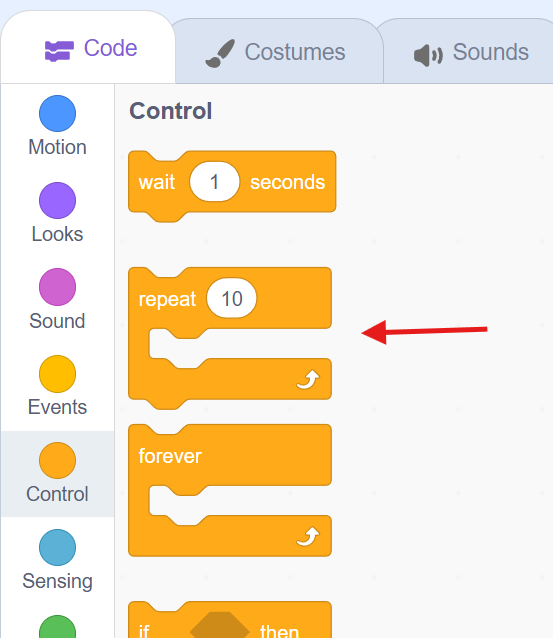 Code
Costumes
Sounds
Motion
Looks
Sound
Events
Control
Sensing
Control
wait 1 seconds
repeat 10
forever
if then